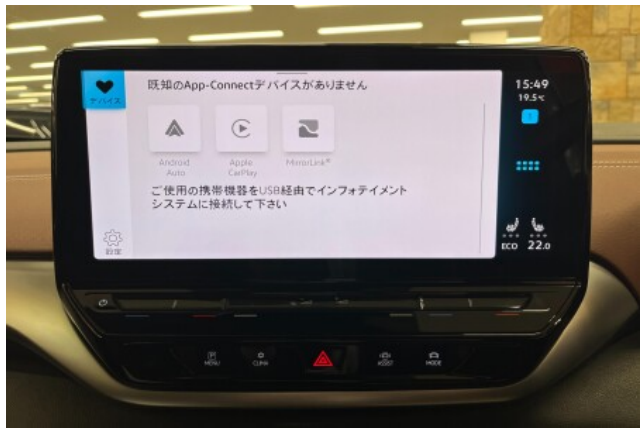 既知のApp-Connectデバイスがありません
デバイス
Android
Auto
Apple
CarPlay
MirrorLink®
ご使用の携帯機器をUSB経由でインフォテイメント
システムに接続して下さい
設定
15:49
19.5℃
1
ECO 22.0
MENU
CLIMA
ASSIST
MODE